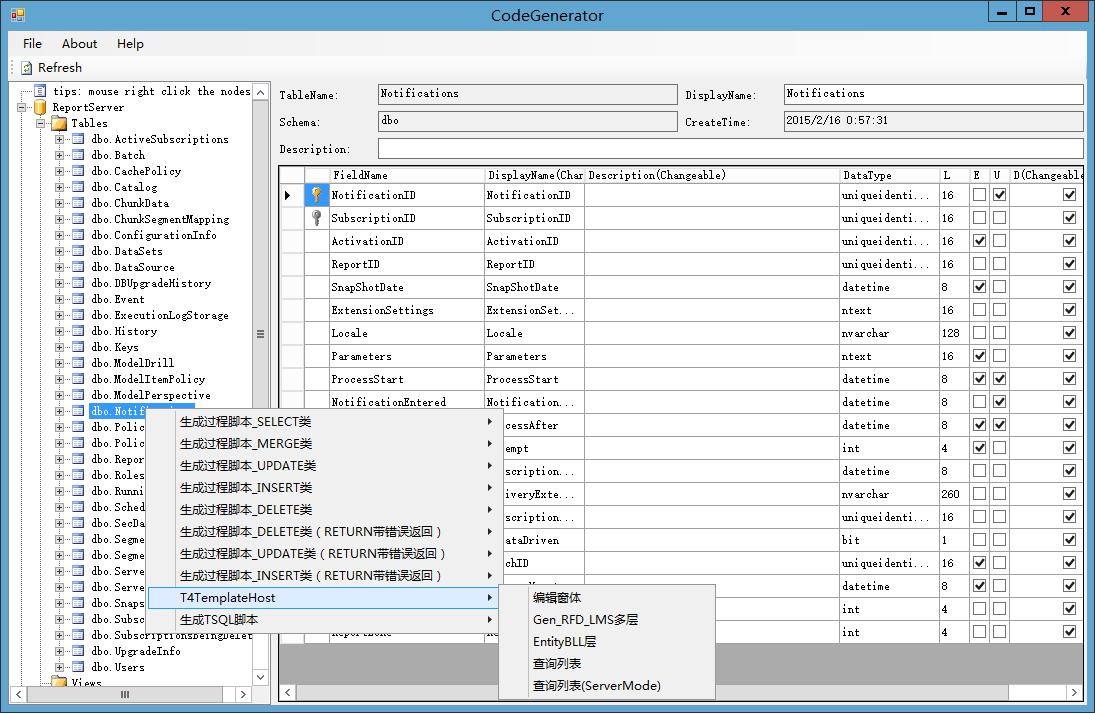 CodeGenerator
File About Help
Refresh
tips: mouse right click the nodes
ReportServer
Tables
dbo.ActiveSubscriptions
dbo.Batch
dbo.CachePolicy
dbo.Catalog
dbo.ChunkData
dbo.ChunkSegmentMapping
dbo.ConfigurationInfo
dbo.DataSets
dbo.DataSource
dbo.DBUpgradeHistory
dbo.Event
dbo.ExecutionLogStorage
dbo.History
dbo.Keys
dbo.ModelDrill
dbo.ModelItemPolicy
dbo.ModelPerspective
dbo.Notif
dbo.Polic
dbo.Polic
dbo.Repor
dbo.Roles
dbo.Runni
dbo.Sched
dbo.SecDa
dbo.Segme
dbo.Segme
dbo.Serve
dbo.Serve
dbo.Snaps
dbo.Subsc
dbo.SubscriptionsBeingDelet
dbo.UpgradeInfo
dbo.Users
Views
TableName: Notifications DisplayName: Notifications
Schema: dbo CreateTime: 2015/2/16 0:57:31
Description:
FieldName DisplayName(Char Description(Changeable) DataType L E U D(Changeable
NotificationID NotificationID uniqueidenti... 16
SubscriptionID SubscriptionID uniqueidenti... 16
ActivationID ActivationID uniqueidenti... 16
ReportID ReportID uniqueidenti... 16
SnapShotDate SnapShotDate datetime 8
ExtensionSettings ExtensionSet... ntext 16
Locale Locale nvarchar 128
Parameters Parameters ntext 16
ProcessStart ProcessStart datetime 8
NotificationEntered Notification... datetime 8
cessAfter datetime 8
empt int 4
scription... datetime 8
iveryExte... nvarchar 260
scription... uniqueidenti... 16
ataDriven bit 1
chID uniqueidenti... 16
datetime 8
int 4
int 4
生成过程脚本_SELECT类
生成过程脚本_MERGE类
生成过程脚本_UPDATE类
生成过程脚本_INSERT类
生成过程脚本_DELETE类
生成过程脚本_DELETE类（RETURN带错误返回）
生成过程脚本_UPDATE类（RETURN带错误返回）
生成过程脚本_INSERT类（RETURN带错误返回）
T4TemplateHost
生成TSQL脚本
编辑窗体
Gen_RFD_LMS多层
EntityBLL层
查询列表
查询列表(ServerMode)